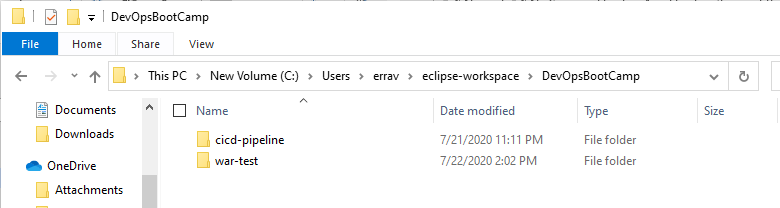 DevOpsBootCamp
File Home Share View
This PC New Volume (C:) Users errav eclipse-workspace DevOpsBootCamp
Documents
Downloads
OneDrive
Attachments
Name Date modified Type Size
cicd-pipeline 7/21/2020 11:11 PM File folder
war-test 7/22/2020 2:02 PM File folder